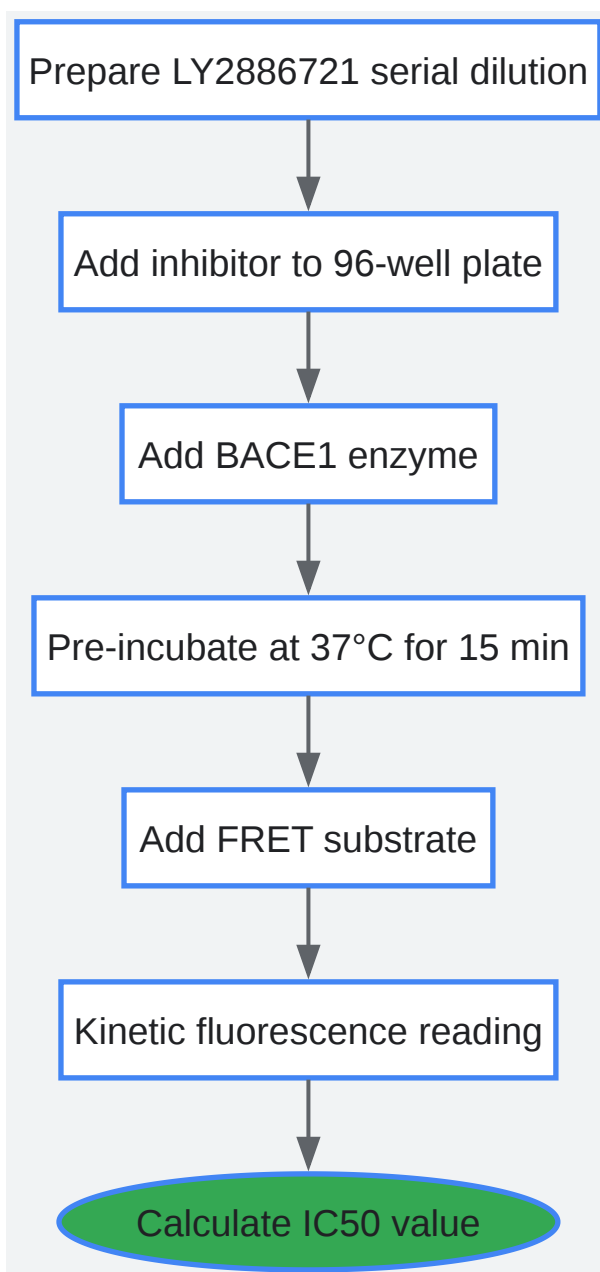 Prepare LY2886721 serial dilution
Add inhibitor to 96-well plate
Add BACE1 enzyme
Pre-incubate at 37°C for 15 min
Add FRET substrate
Kinetic fluorescence reading
Calculate IC50 value